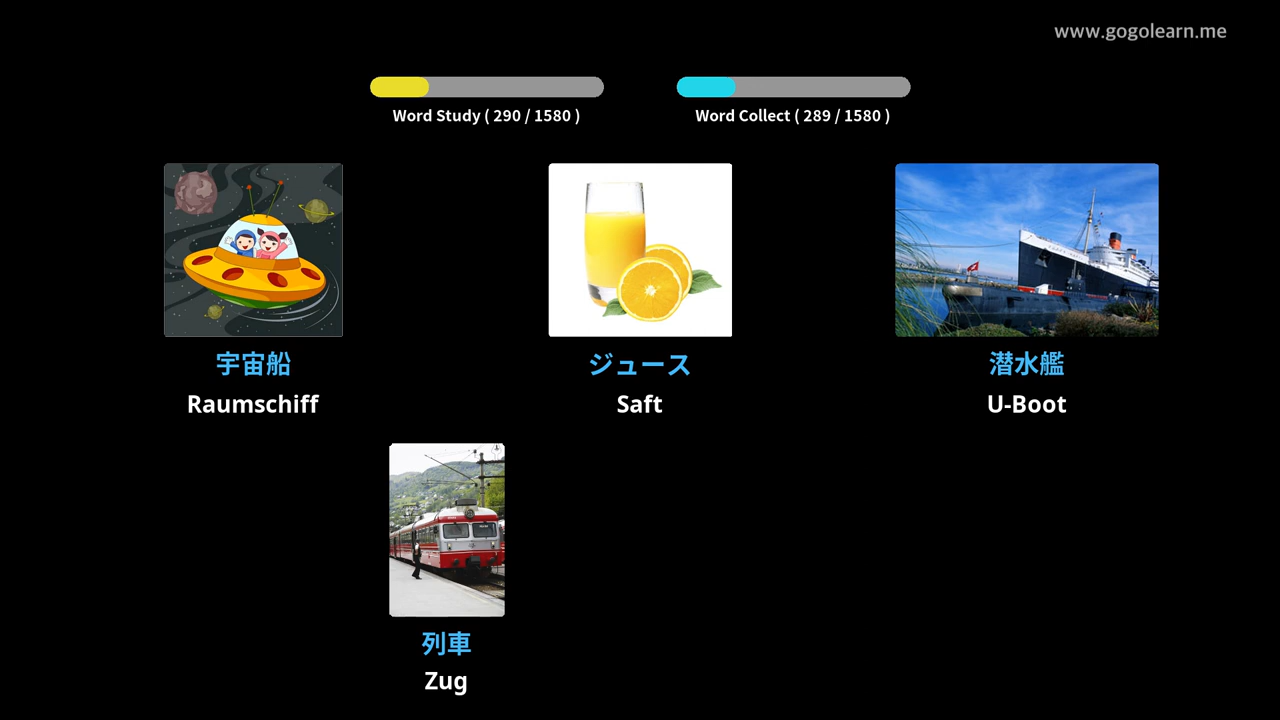 www.gogolearn.me
Word Study ( 290 / 1580 )
Word Collect ( 289 / 1580 )
宇宙船
ジュース
潜水艦
Raumschiff
Saft
U-Boot
列車
Zug